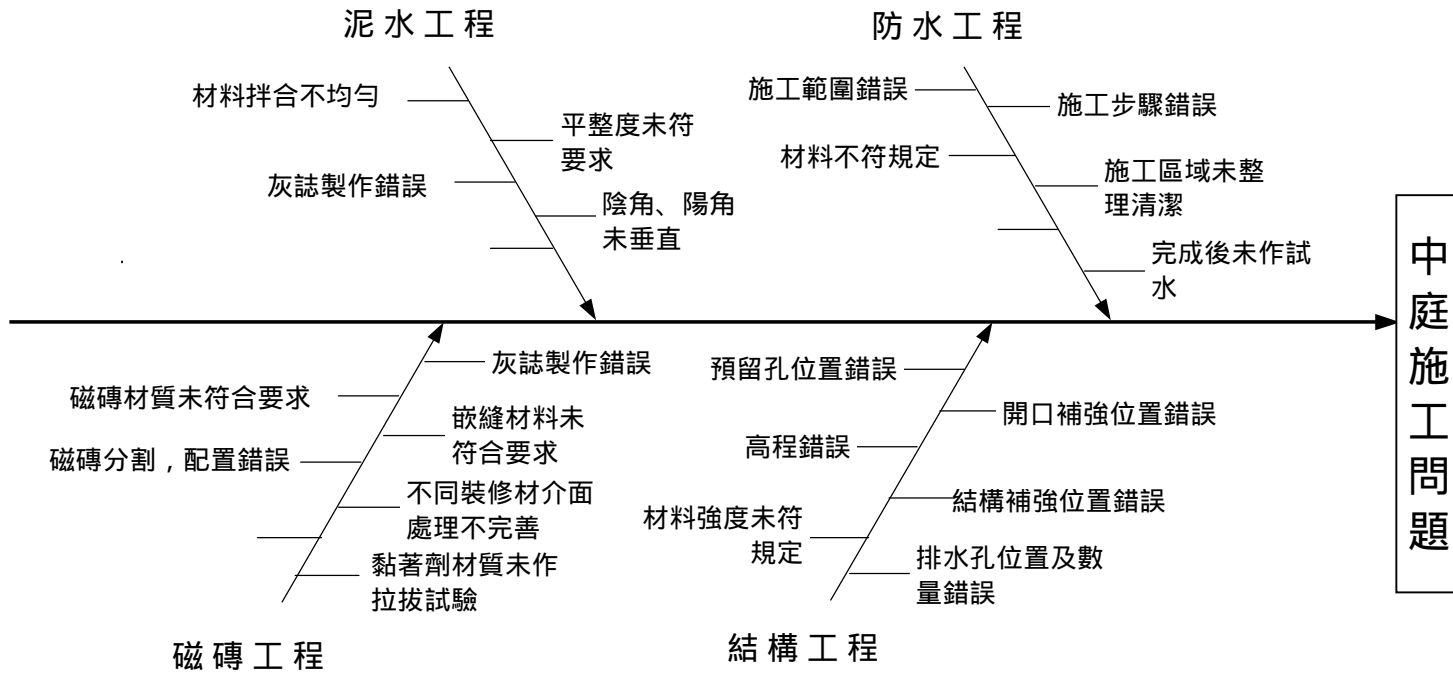 泥水工程
防水工程
材料拌合不均勻
平整度未符
要求
灰誌製作錯誤
陰角、陽角
未垂直
施工範圍錯誤
施工步驟錯誤
材料不符規定
施工區域未整
理清潔
完成後未作試
水
中庭施工問題
灰誌製作錯誤
磁磚材質未符合要求
嵌縫材料未
符合要求
磁磚分割，配置錯誤
不同裝修材介面
處理不完善
黏著劑材質未作
拉拔試驗
預留孔位置錯誤
開口補強位置錯誤
高程錯誤
結構補強位置錯誤
材料強度未符
規定
排水孔位置及數
量錯誤
磁磚工程
結構工程